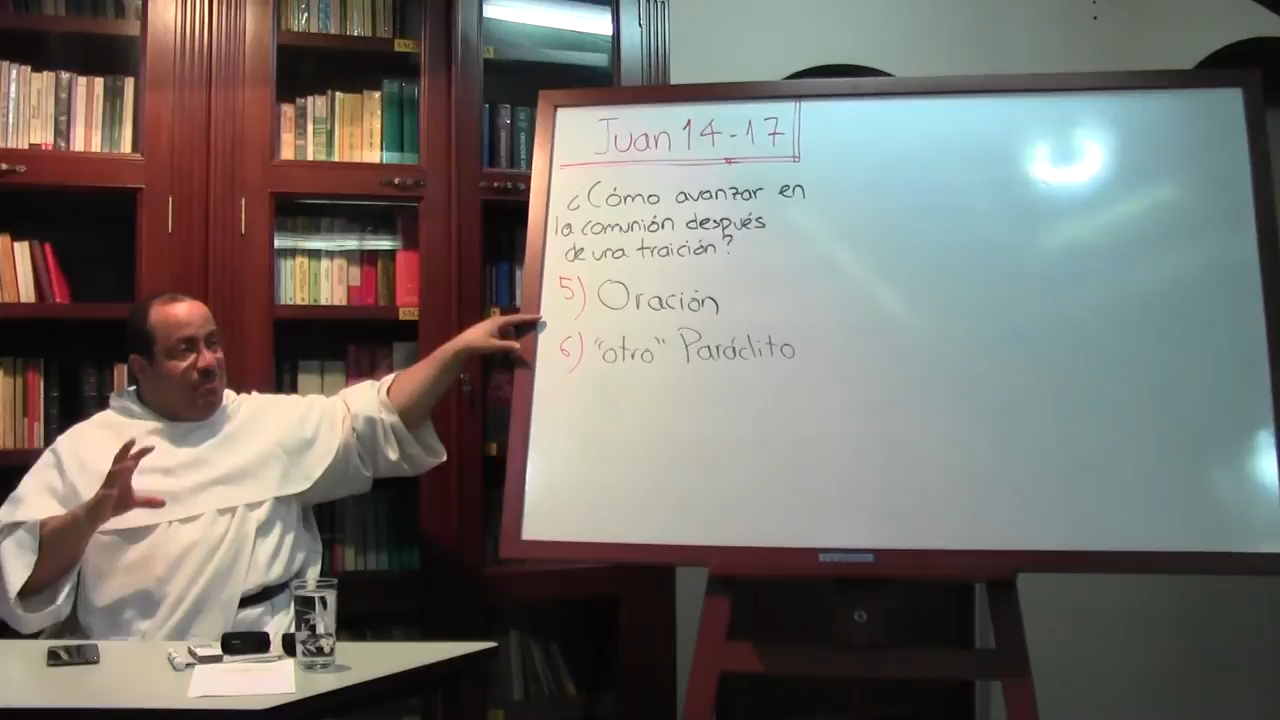 Juan 14-17
¿Cómo avanzar en
la comunión después
de una traición?
5) Oración
6) "otro" Paráclito